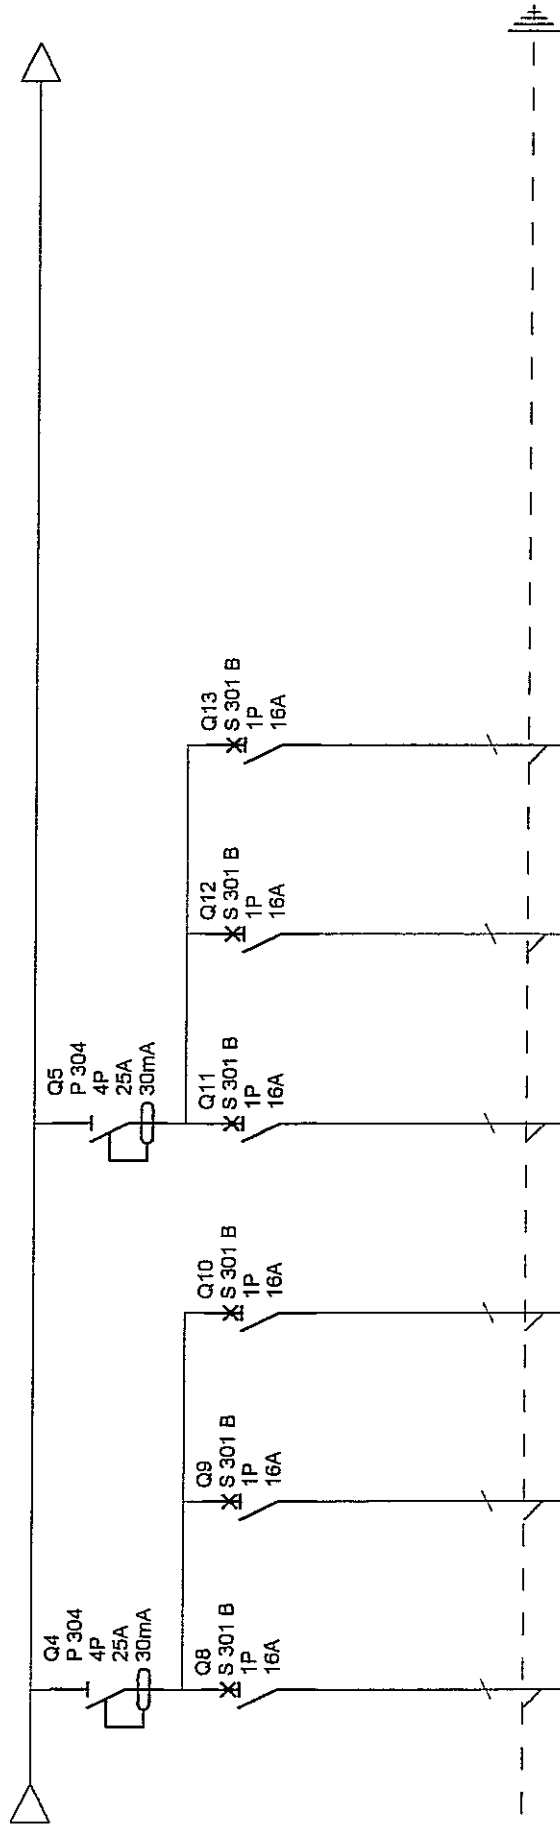 Q4
P 304
4P
25A
30mA
Q8
S 301 B
1P
16A
Q9
S 301 B
1P
16A
Q10
S 301 B
1P
16A
Q5
P 304
4P
25A
30mA
Q11
S 301 B
1P
16A
Q12
S 301 B
1P
16A
Q13
S 301 B
1P
16A